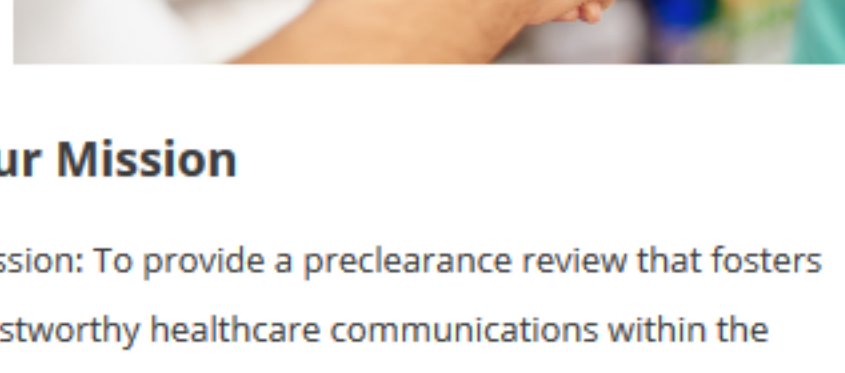 ur Mission
ssion: To provide a preclearance review that fosters
stworthy healthcare communications within the